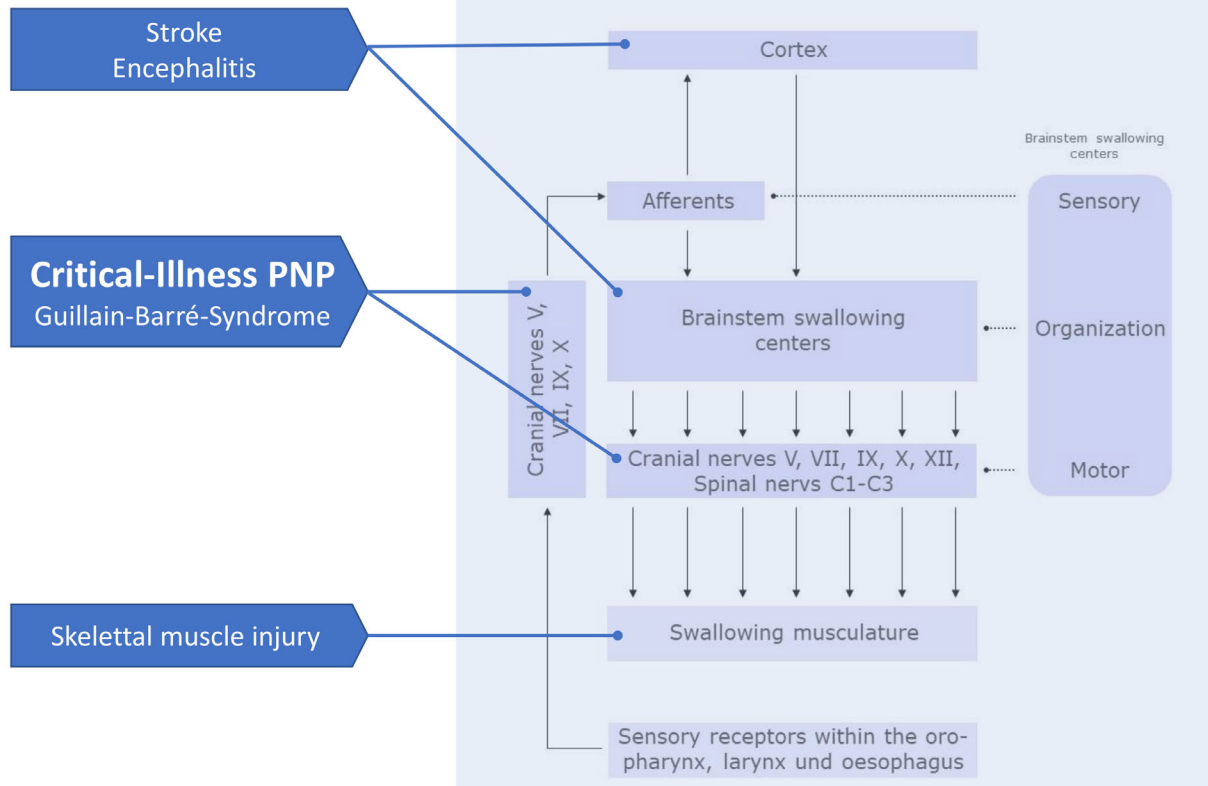 Stroke
Encephalitis
Critical-Illness PNP
Guillain-Barré-Syndrome
Skelettal muscle injury
Cortex
Afferents
Cranial nerves V,
VII, IX, X
Brainstem swallowing
centers
Cranial nerves V, VII, IX, X, XII,
Spinal nervs C1-C3
Swallowing musculature
Sensory receptors within the oro-
pharynx, larynx und oesophagus
Brainstem swallowing
centers
Sensory
Organization
Motor